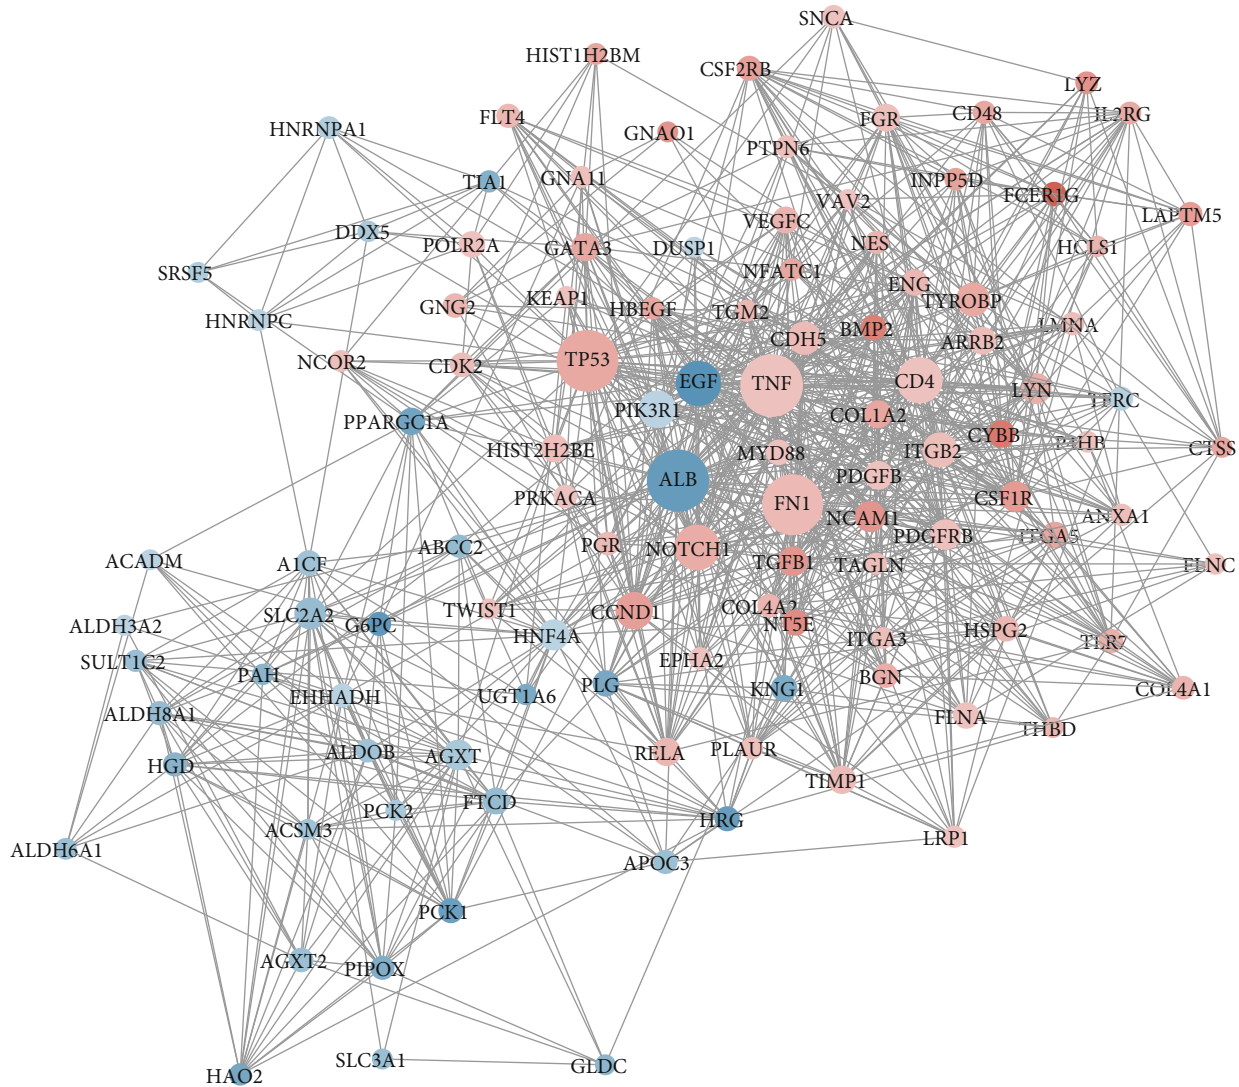 SNCA
HIST1H2BM
CSF2RB
LYZ
FLT4
GNAO1
FGR
CD48
IL2RG
HNRNPA1
PTPN6
TIA1
GNA11
INPP5D
FCER1G
VAV2
LAPTM5
DDX5
POLR2A
GATA3
DUSP1
VEGFC
NES
HCLS1
SRSF5
NFATC1
ENG
KEAP1
GNG2
HBEGF
TGM2
TYROBP
HNRNPC
BMP2
LMNA
CDH5
ARRB2
NCOR2
CDK2
TP53
EGF
TNF
CD4
LYN
TFRC
PIK3R1
COL1A2
PPARGC1A
CYBB
P4HB
HIST2H2BE
MYD88
ITGB2
CTSS
ALB
PDGFB
PRKACA
FN1
CSF1R
NCAM1
ANXA1
PDGFRB
ITGA5
ABCC2
PGR
NOTCH1
ACADM
A1CF
TGFB1
TAGLN
FLNC
SLC2A2
TWIST1
CCND1
COL4A2
ALDH3A2
G6PC
HNF4A
NT5E
ITGA3
HSPG2
TLR7
SULT1C2
EPHA2
PAH
BGN
EHHADH
UGT1A6
PLG
KNG1
COL4A1
ALDH8A1
FLNA
THBD
ALDOB
AGXT
RELA
PLAUR
HGD
TIMP1
PCK2
FTCD
HRG
ACSM3
LRP1
ALDH6A1
APOC3
PCK1
AGXT2
PIPOX
SLC3A1
GLDC
HAO2